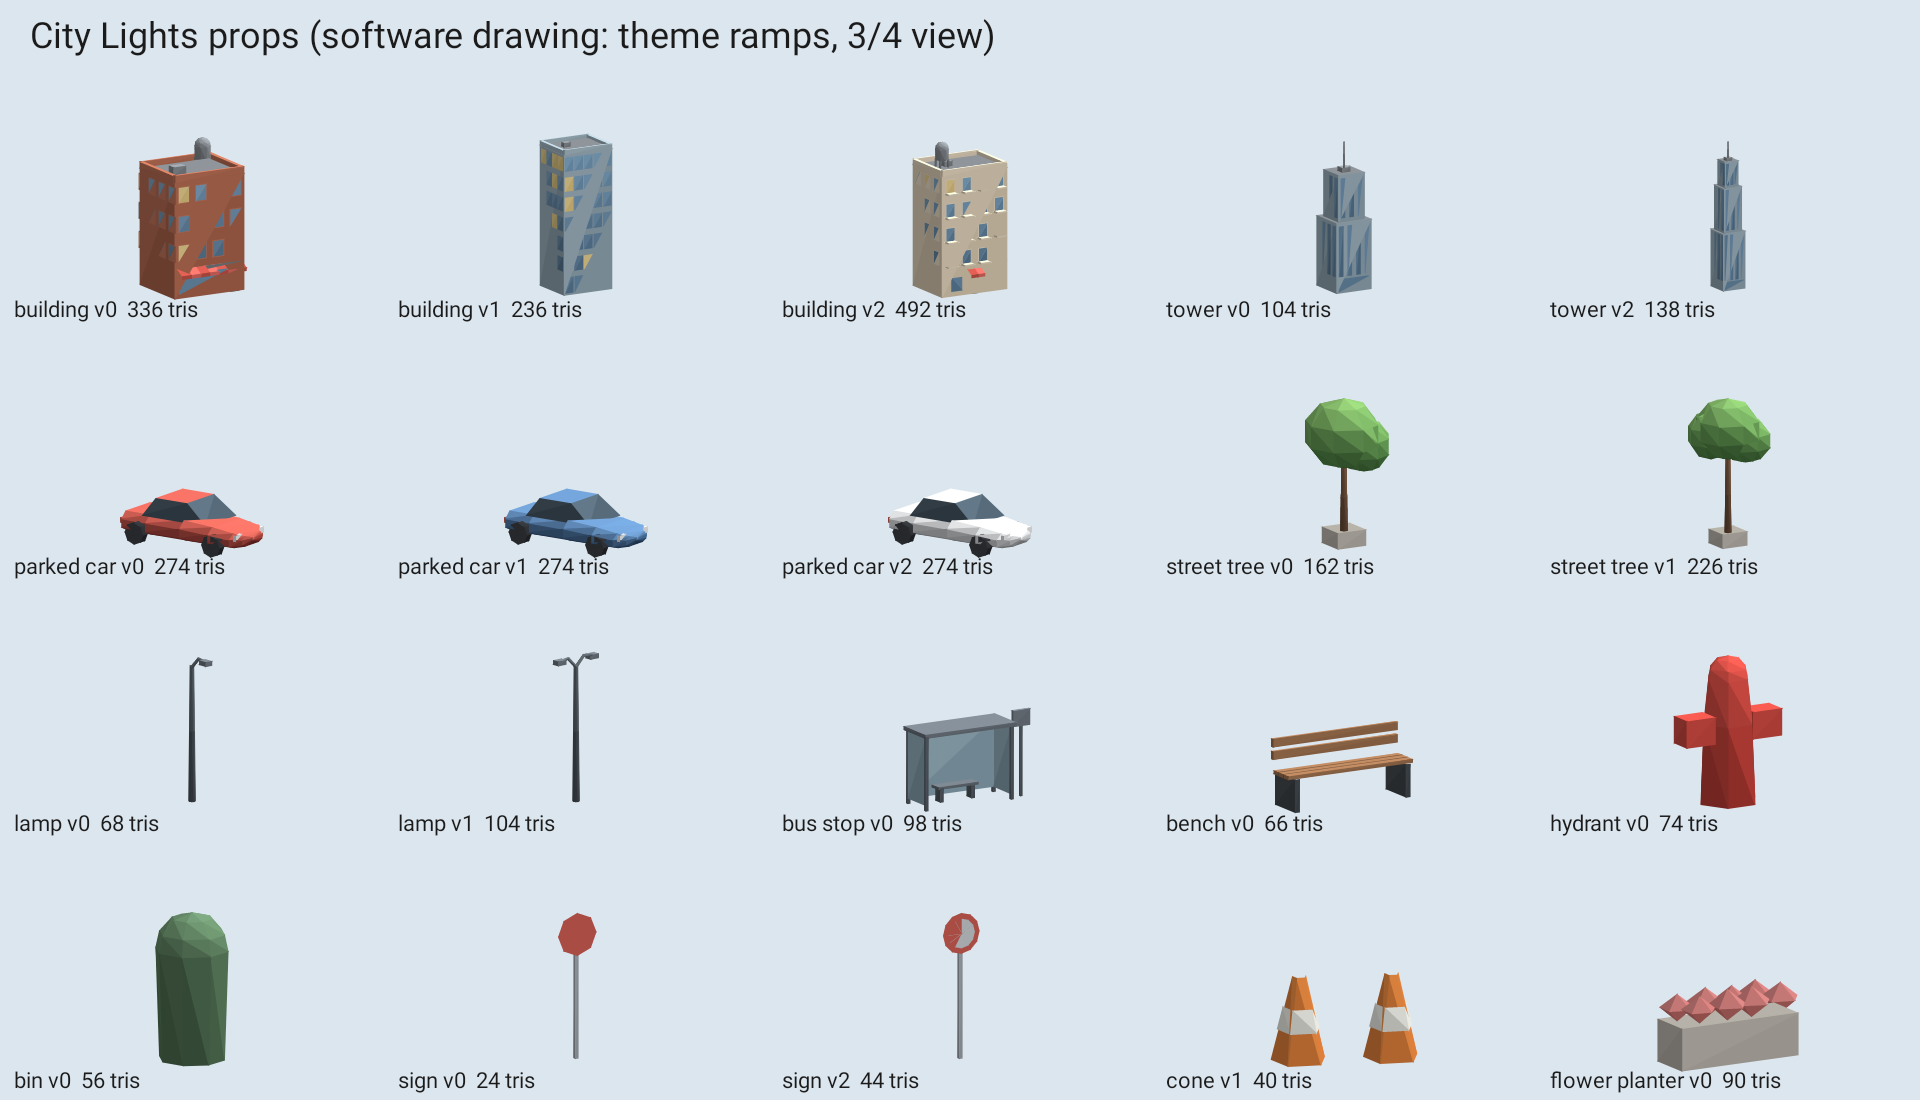 City Lights props (software drawing: theme ramps, 3/4 view)
building v0 336 tris
building v1 236 tris
building v2 492 tris
tower v0 104 tris
tower v2 138 tris
parked car v0 274 tris
parked car v1 274 tris
parked car v2 274 tris
street tree v0 162 tris
street tree v1 226 tris
lamp v0 68 tris
lamp v1 104 tris
bus stop v0 98 tris
bench v0 66 tris
hydrant v0 74 tris
bin v0 56 tris
sign v0 24 tris
sign v2 44 tris
cone v1 40 tris
flower planter v0 90 tris